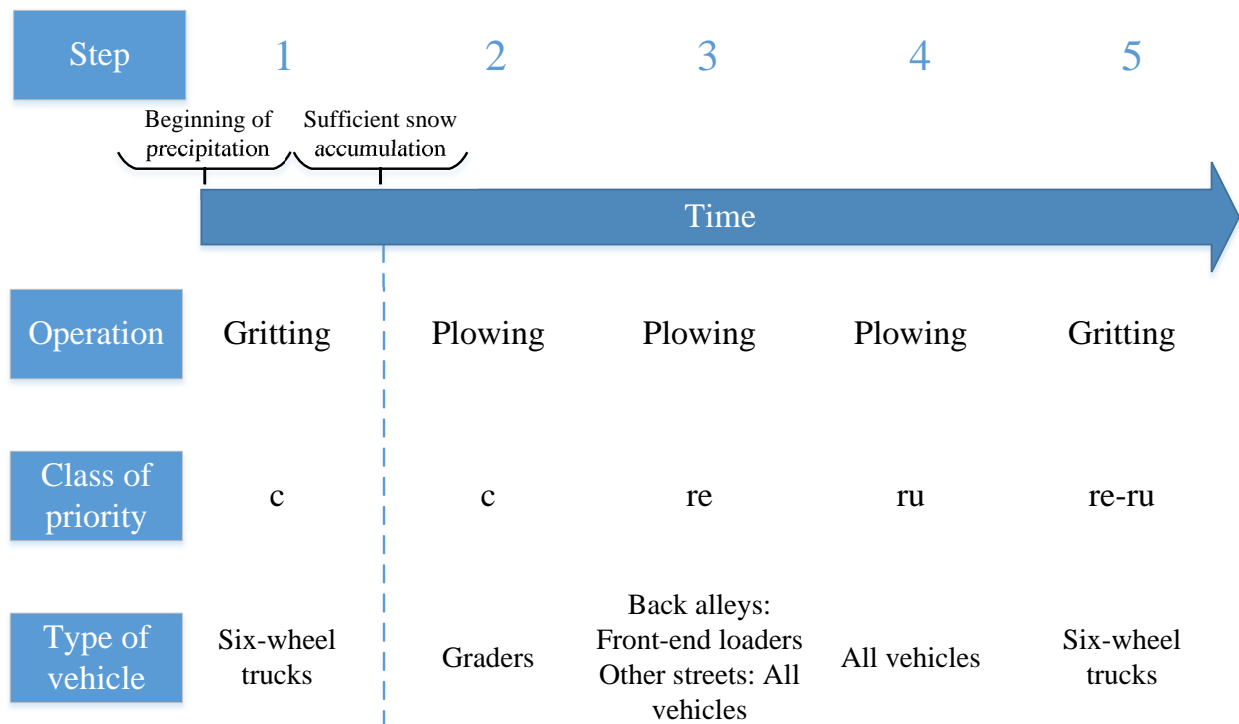 Step
1
2
3
4
5
Beginning of
precipitation
Sufficient snow
accumulation
Time
Operation
Gritting
Plowing
Plowing
Plowing
Gritting
Class of
priority
c
c
re
ru
re-ru
Type of
vehicle
Six-wheel
trucks
Graders
Back alleys:
Front-end loaders
Other streets: All
vehicles
All vehicles
Six-wheel
trucks